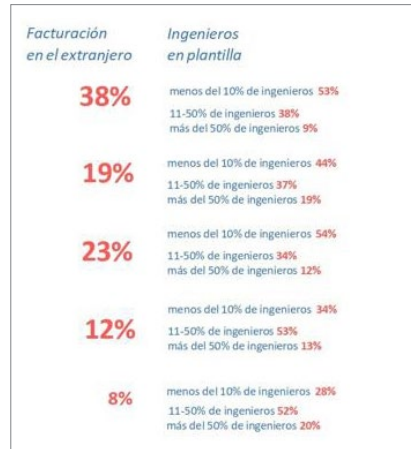 Facturación Ingenieros
en el extranjero en plantilla
38%
menos del 10% de ingenieros 53%
11-50% de ingenieros 38%
más del 50% de ingenieros 9%
19%
menos del 10% de ingenieros 44%
11-50% de ingenieros 37%
más del 50% de ingenieros 19%
23%
menos del 10% de ingenieros 54%
11-50% de ingenieros 34%
más del 50% de ingenieros 12%
12%
menos del 10% de ingenieros 34%
11-50% de ingenieros 53%
más del 50% de ingenieros 13%
8%
menos del 10% de ingenieros 28%
11-50% de ingenieros 52%
más del 50% de ingenieros 20%